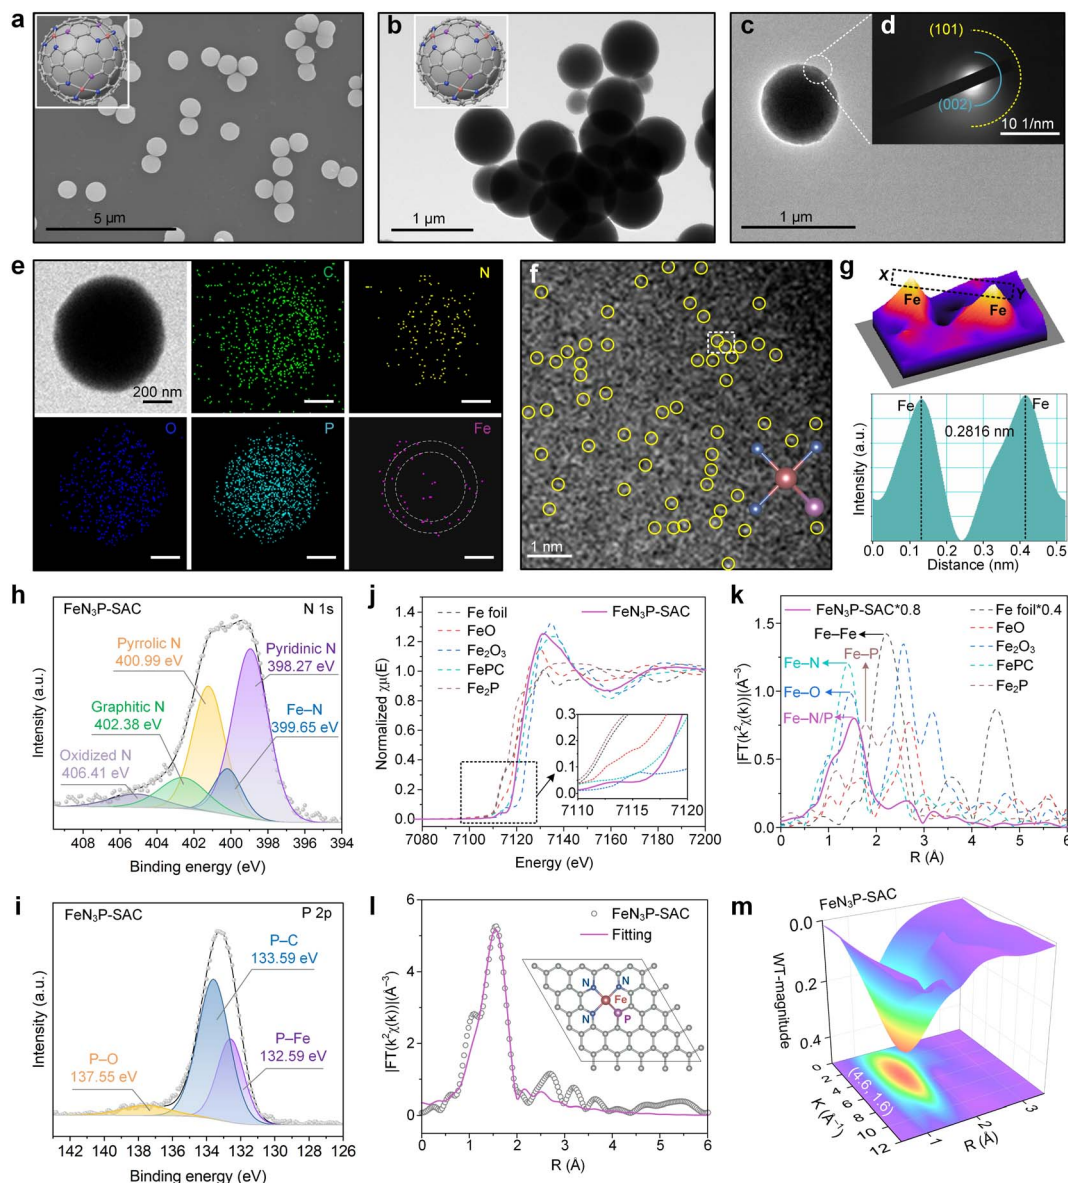 a
5 µm
b
1 µm
c
1 µm
d
(101)
(002)
10 1/nm
e
200 nm
C
N
O
P
Fe
f
1 nm
g
X
Y
Fe
Fe
Fe
Fe
0.2816 nm
Intensity (a.u.)
0.0 0.1 0.2 0.3 0.4 0.5
Distance (nm)
h
FeN₃P-SAC
N 1s
Pyrrolic N
400.99 eV
Pyridinic N
398.27 eV
Graphitic N
402.38 eV
Fe–N
399.65 eV
Oxidized N
406.41 eV
Intensity (a.u.)
408 406 404 402 400 398 396 394
Binding energy (eV)
j
Fe foil
FeO
Fe₂O₃
FePC
Fe₂P
FeN₃P-SAC
Normalized χμ(E)
1.4
1.2
1.0
0.8
0.6
0.4
0.2
0.0
0.3
0.2
0.1
0.0
7110 7115 7120
7080 7100 7120 7140 7160 7180 7200
Energy (eV)
k
FeN₃P-SAC*0.8
Fe foil*0.4
FeO
Fe₂O₃
FePC
Fe₂P
Fe–Fe
Fe–P
Fe–N
Fe–O
Fe–N/P
|FT(k²χ(k))|(Å⁻³)
1.5
1.0
0.5
0.0
0 1 2 3 4 5 6
R (Å)
i
FeN₃P-SAC
P 2p
P–C
133.59 eV
P–Fe
132.59 eV
P–O
137.55 eV
Intensity (a.u.)
142 140 138 136 134 132 130 128 126
Binding energy (eV)
l
FeN₃P-SAC
Fitting
N
N
Fe
N
P
|FT(k²χ(k))|(Å⁻³)
6
4
2
0
0 1 2 3 4 5 6
R (Å)
m
FeN₃P-SAC
0.0
0.2
0.4
WT-magnitude
(4.6, 1.6)
0 2 4 6 8 10 12
K (Å⁻¹)
1 2 3
R (Å)